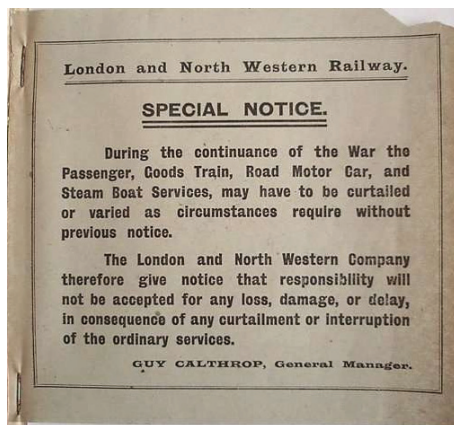 London and North Western Railway.
SPECIAL NOTICE.
During the continuance of the War the
Passenger, Goods Train, Road Motor Car, and
Steam Boat Services, may have to be curtailed
or varied as circumstances require without
previous notice.
The London and North Western Company
therefore give notice that responsibility will
not be accepted for any loss, damage, or delay,
in consequence of any curtailment or interruption
of the ordinary services.
GUY CALTHROP, General Manager.